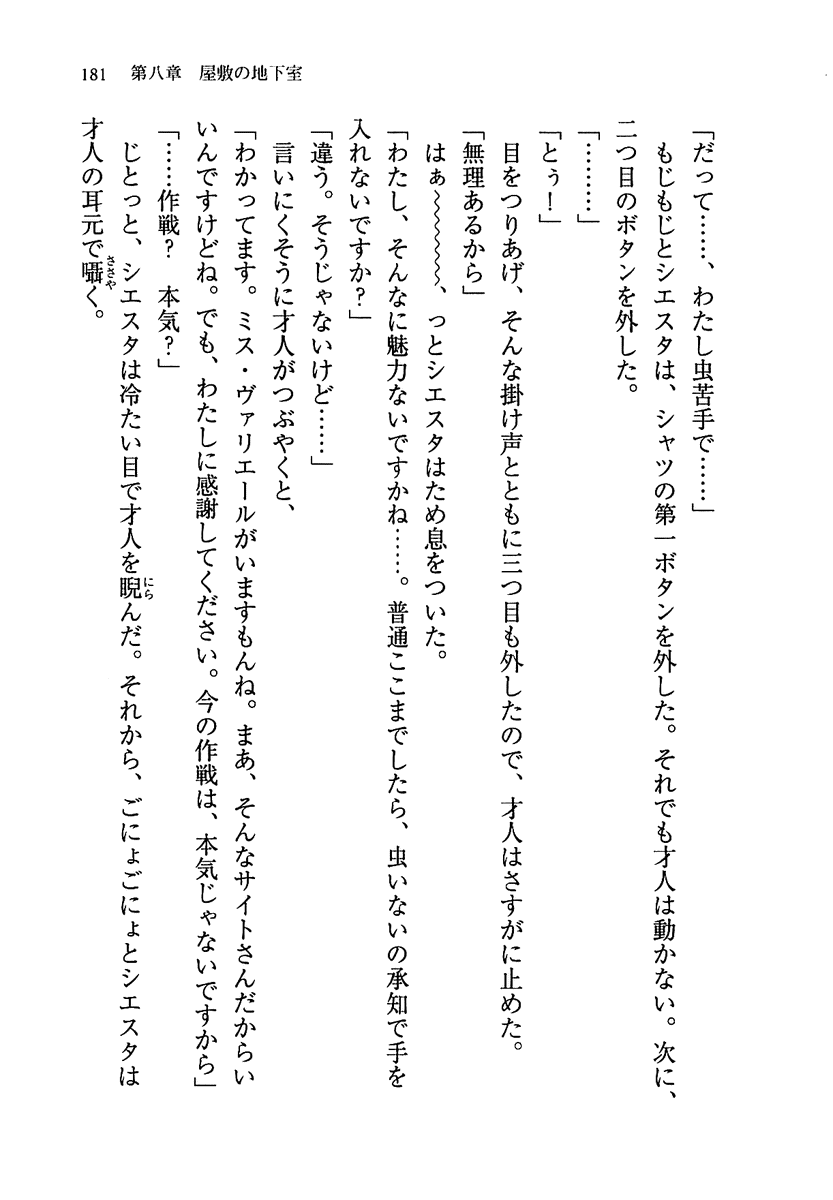 181　第八章　屋敷の地下室
「だって……、わたし虫苦手で……」
　もじもじとシエスタは、シャツの第一ボタンを外した。それでも才人は動かない。次に、
二つ目のボタンを外した。
「………」
「とぅ！」
　目をつりあげ、そんな掛け声とともに三つ目も外したので、才人はさすがに止めた。
「無理あるから」
　はぁ〜〜〜〜〜、っとシエスタはため息をついた。
「わたし、そんなに魅力ないですかね……。普通ここまでしたら、虫いないの承知で手を
入れないですか？」
「違う。そうじゃないけど……」
　言いにくそうに才人がつぶやくと、
「わかってます。ミス・ヴァリエールがいますもんね。まあ、そんなサイトさんだからい
いんですけどね。でも、わたしに感謝してください。今の作戦は、本気じゃないですから」
「……作戦？　本気？」
　じとっと、シエスタは冷たい目で才人を睨んだ。それから、ごにょごにょとシエスタは
才人の耳元で囁く。